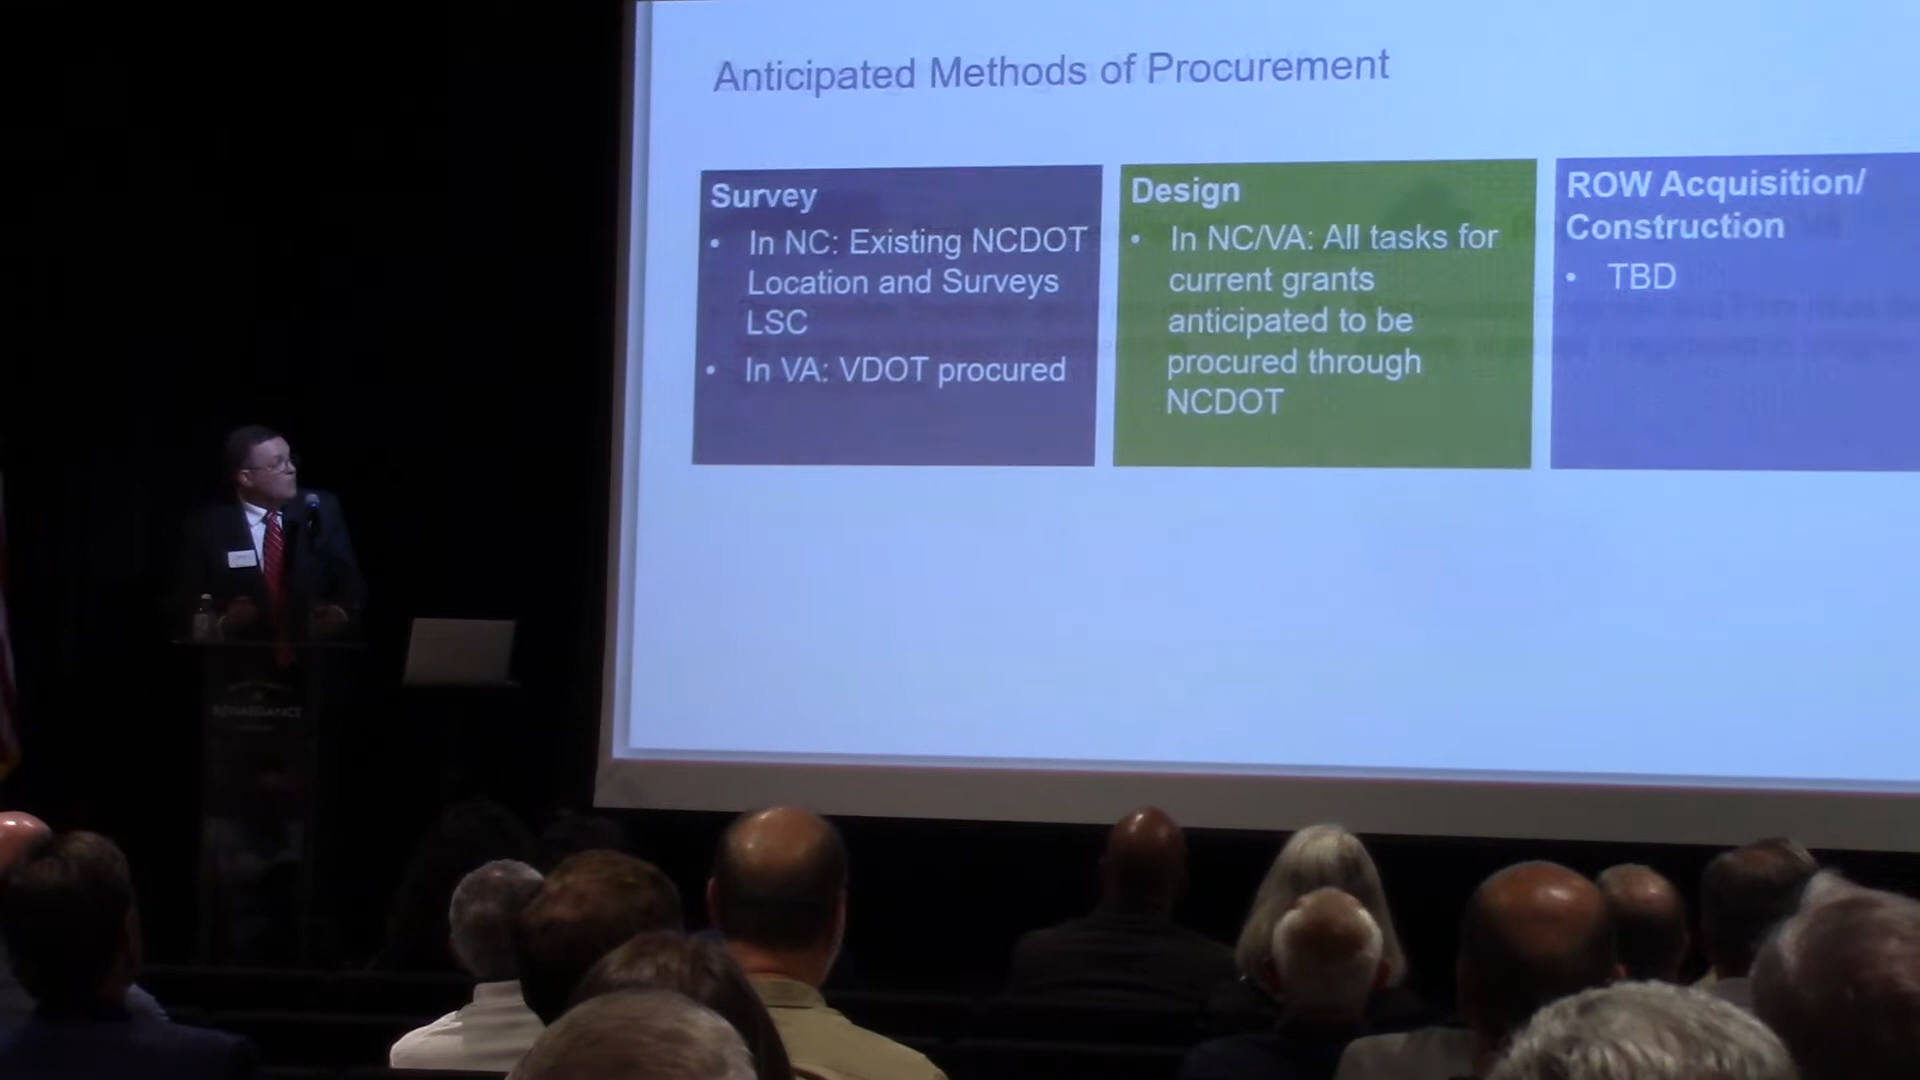 Anticipated Methods of Procurement
Survey
• In NC: Existing NCDOT
Location and Surveys
LSC
• In VA: VDOT procured
Design
• In NC/VA: All tasks for
current grants
anticipated to be
procured through
NCDOT
ROW Acquisition/
Construction
• TBD
RENAISSANCE